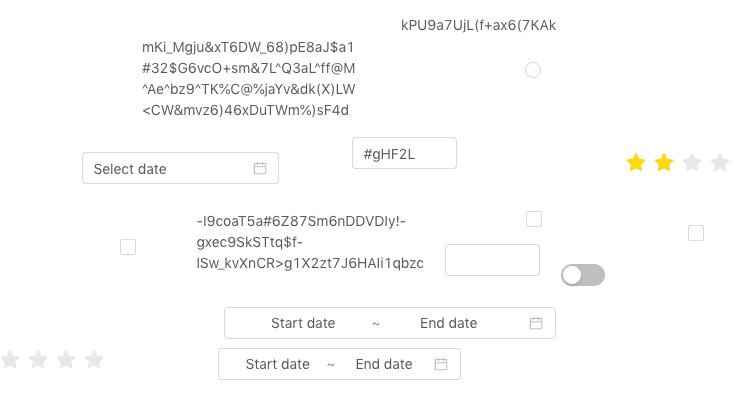 kPU9a7UjL(f+ax6(7KAk
mKi_Mgju&xT6DW_68)pE8aJ$a1
#32$G6vcO+sm&7L^Q3aL^ff@M
^Ae^bz9^TK%C@%jaYv&dk(X)LW
<CW&mvz6)46xDuTWm%)sF4d
#gHF2L
Select date
-I9coaT5a#6Z87Sm6nDDVDIy!-
gxec9SkSTtq$f-
lSw_kvXnCR>g1X2zt7J6HAli1qbzc
Start date ~ End date
Start date ~ End date